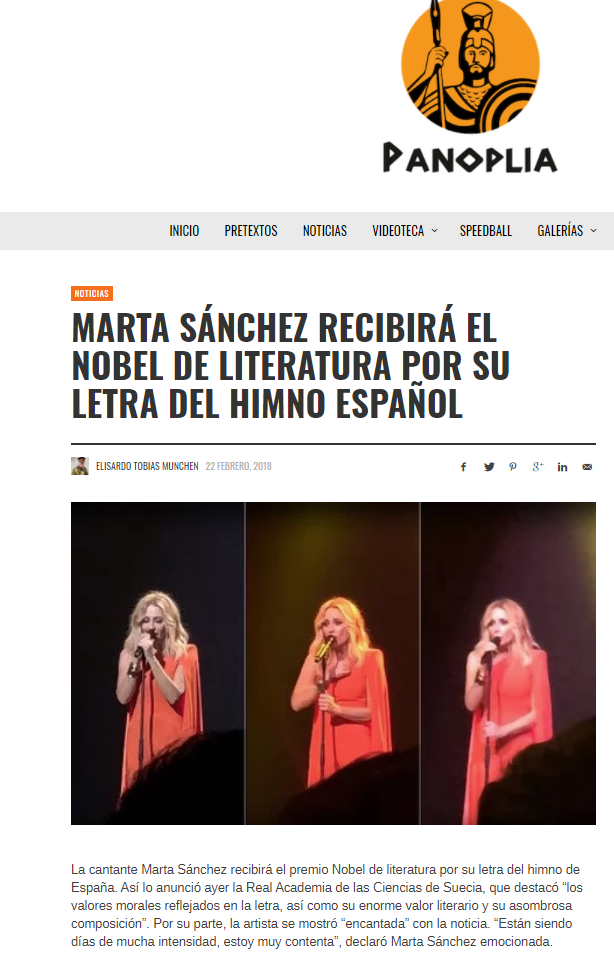 PANOPLIA
INICIO PRETEXTOS NOTICIAS VIDEOTECA SPEEDBALL GALERÍAS
NOTICIAS
MARTA SÁNCHEZ RECIBIRÁ EL
NOBEL DE LITERATURA POR SU
LETRA DEL HIMNO ESPAÑOL
ELISARDO TOBIAS MUNCHEN 22 FEBRERO, 2018
La cantante Marta Sánchez recibirá el premio Nobel de literatura por su letra del himno de
España. Así lo anunció ayer la Real Academia de las Ciencias de Suecia, que destacó “los
valores morales reflejados en la letra, así como su enorme valor literario y su asombrosa
composición”. Por su parte, la artista se mostró “encantada” con la noticia. “Están siendo
días de mucha intensidad, estoy muy contenta”, declaró Marta Sánchez emocionada.